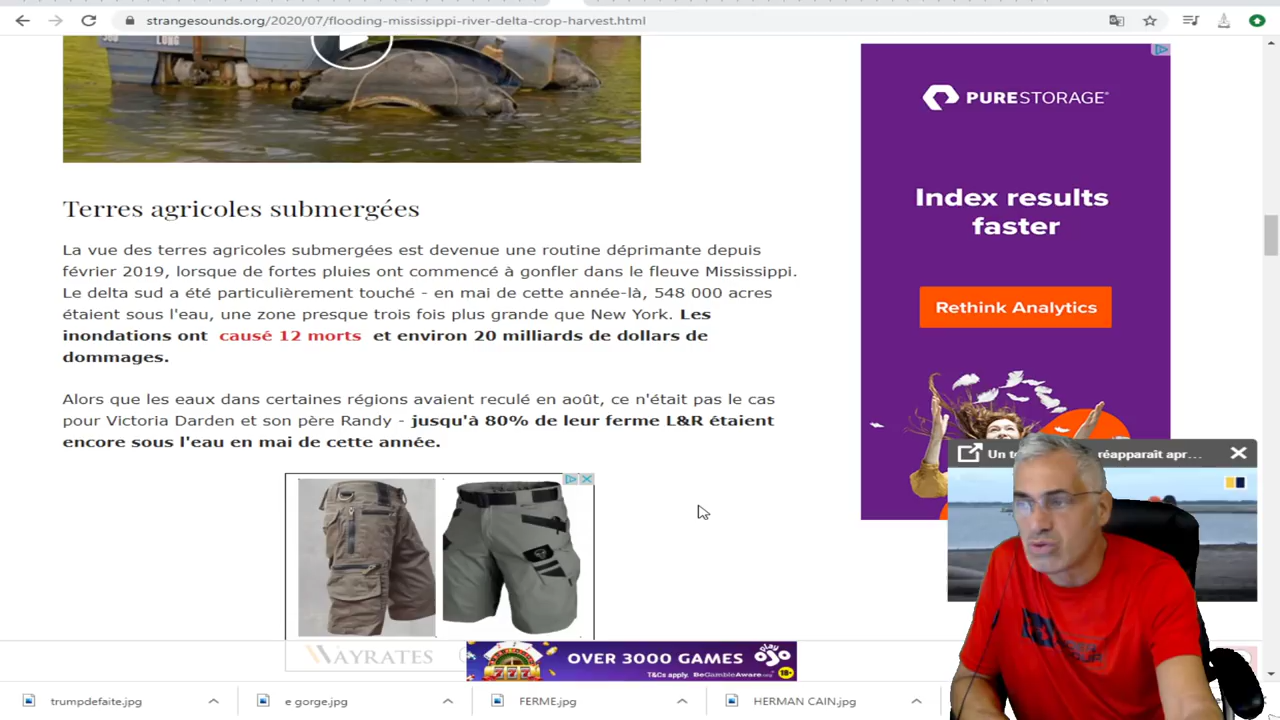 strangesounds.org/2020/07/flooding-mississippi-river-delta-crop-harvest.html
LONG
PURESTORAGE
Index results
faster
Rethink Analytics
Terres agricoles submergées
La vue des terres agricoles submergées est devenue une routine déprimante depuis
février 2019, lorsque de fortes pluies ont commencé à gonfler dans le fleuve Mississippi.
Le delta sud a été particulièrement touché - en mai de cette année-là, 548 000 acres
étaient sous l'eau, une zone presque trois fois plus grande que New York. Les
inondations ont causé 12 morts et environ 20 milliards de dollars de
dommages.
Alors que les eaux dans certaines régions avaient reculé en août, ce n'était pas le cas
pour Victoria Darden et son père Randy - jusqu'à 80% de leur ferme L&R étaient
encore sous l'eau en mai de cette année.
réapparaît apr...
WAYRATES
OVER 3000 GAMES
T&Cs apply. BeGambleAware.org
play
OJO
18+
777
trumpdefaite.jpg
e gorge.jpg
FERME.jpg
HERMAN CAIN.jpg